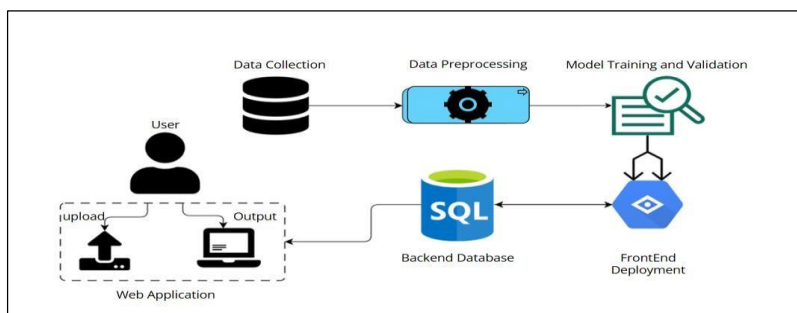 Data Collection
Data Preprocessing
Model Training and Validation
User
upload
Output
SQL
Backend Database
FrontEnd
Deployment
Web Application